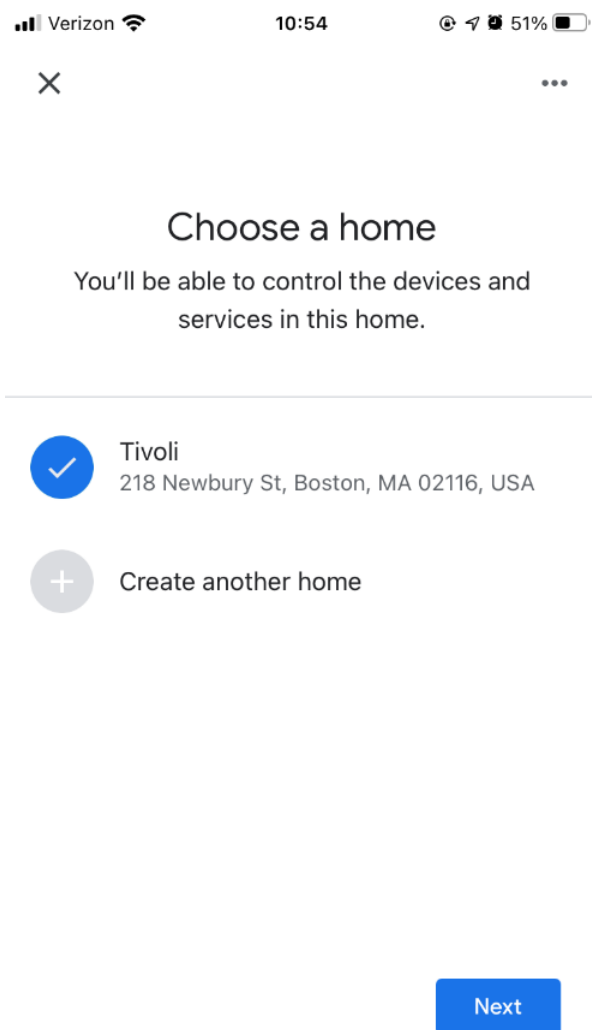 Verizon 10:54 51%
Choose a home
You’ll be able to control the devices and
services in this home.
Tivoli
218 Newbury St, Boston, MA 02116, USA
Create another home
Next